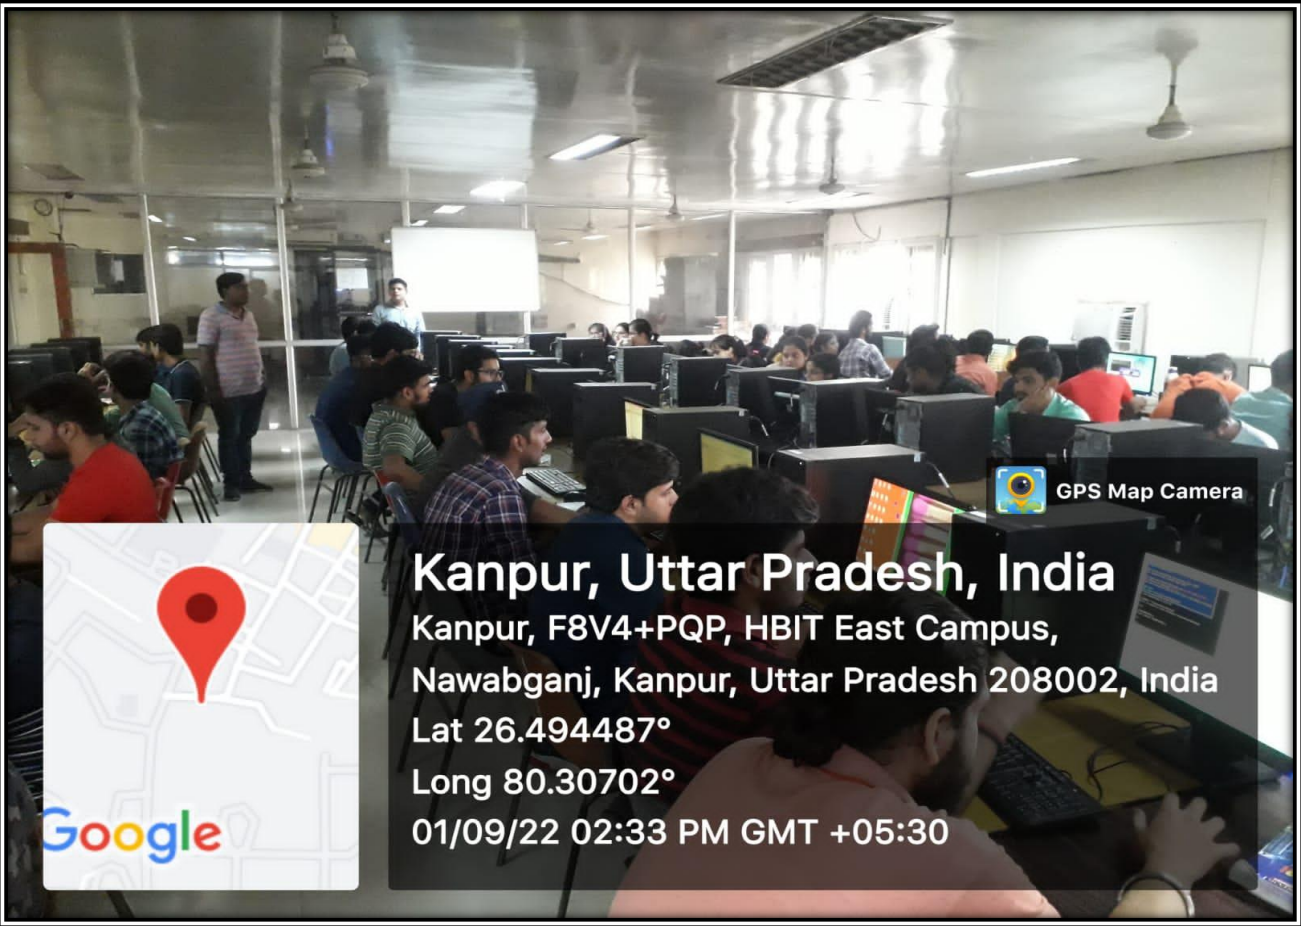 GPS Map Camera
Kanpur, Uttar Pradesh, India
Kanpur, F8V4+PQP, HBIT East Campus,
Nawabganj, Kanpur, Uttar Pradesh 208002, India
Lat 26.494487°
Long 80.30702°
01/09/22 02:33 PM GMT +05:30
Google